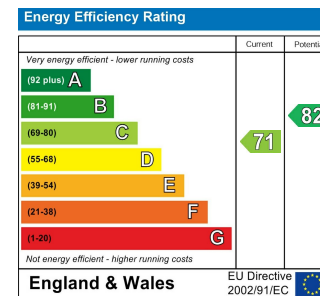 Energy Efficiency Rating
Current Potenti
Very energy efficient - lower running costs
(92 plus) A
(81-91) B
(69-80) C
(55-68) D
(39-54) E
(21-38) F
(1-20) G
71
82
Not energy efficient - higher running costs
England & Wales
EU Directive
2002/91/EC